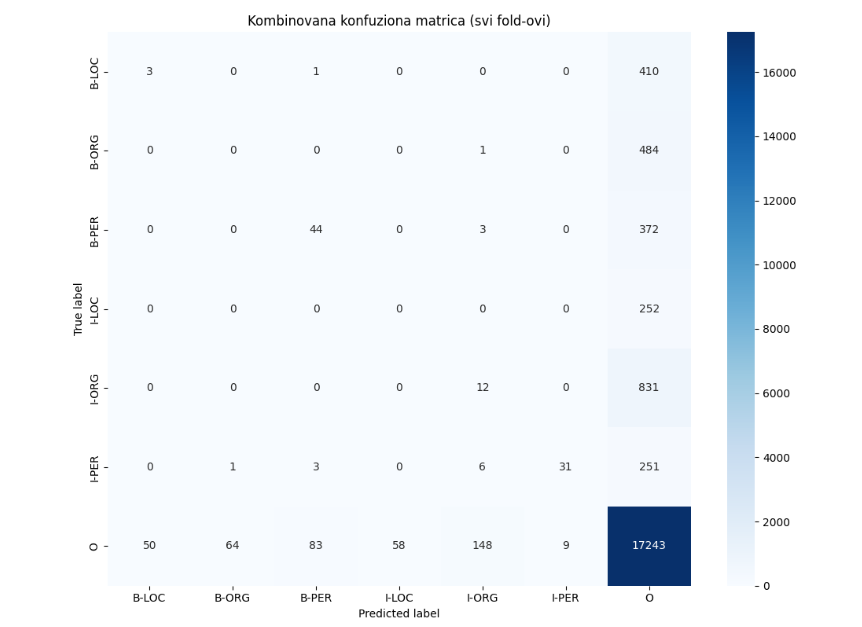 Kombinovana konfuziona matrica (svi fold-ovi)
B-LOC 3 0 1 0 0 0 410
B-ORG 0 0 0 0 1 0 484
B-PER 0 0 44 0 3 0 372
I-LOC 0 0 0 0 0 0 252
I-ORG 0 0 0 0 12 0 831
I-PER 0 1 3 0 6 31 251
O 50 64 83 58 148 9 17243
B-LOC B-ORG B-PER I-LOC I-ORG I-PER O
Predicted label
True label
16000
14000
12000
10000
8000
6000
4000
2000
0